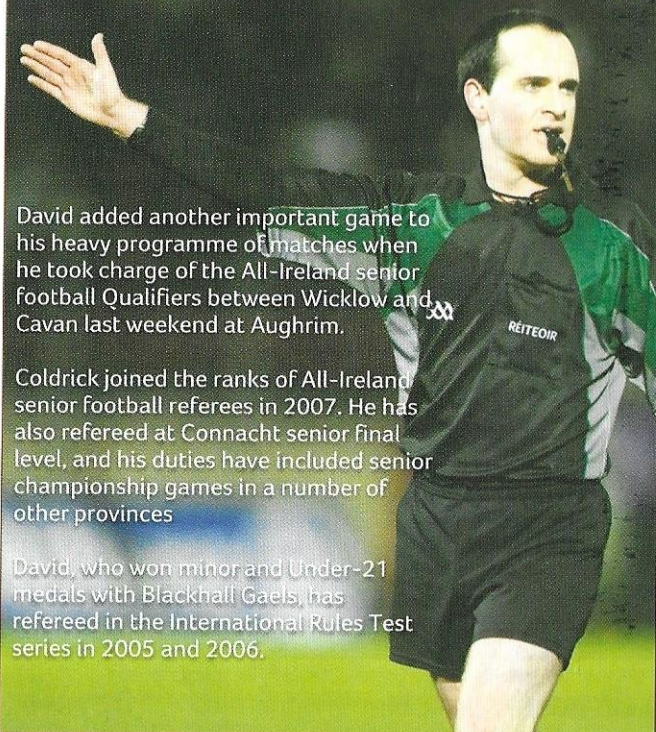 David added another important game to
his heavy programme of matches when
he took charge of the All-Ireland senior
football Qualifiers between Wicklow and
Cavan last weekend at Aughrim.
Coldrick joined the ranks of All-Ireland
senior football referees in 2007. He has
also refereed at Connacht senior final
level, and his duties have included senior
championship games in a number of
other provinces
David, who won minor and Under-21
medals with Blackhall Gaels, has
refereed in the International Rules Test
series in 2005 and 2006.
RÉITEOIR